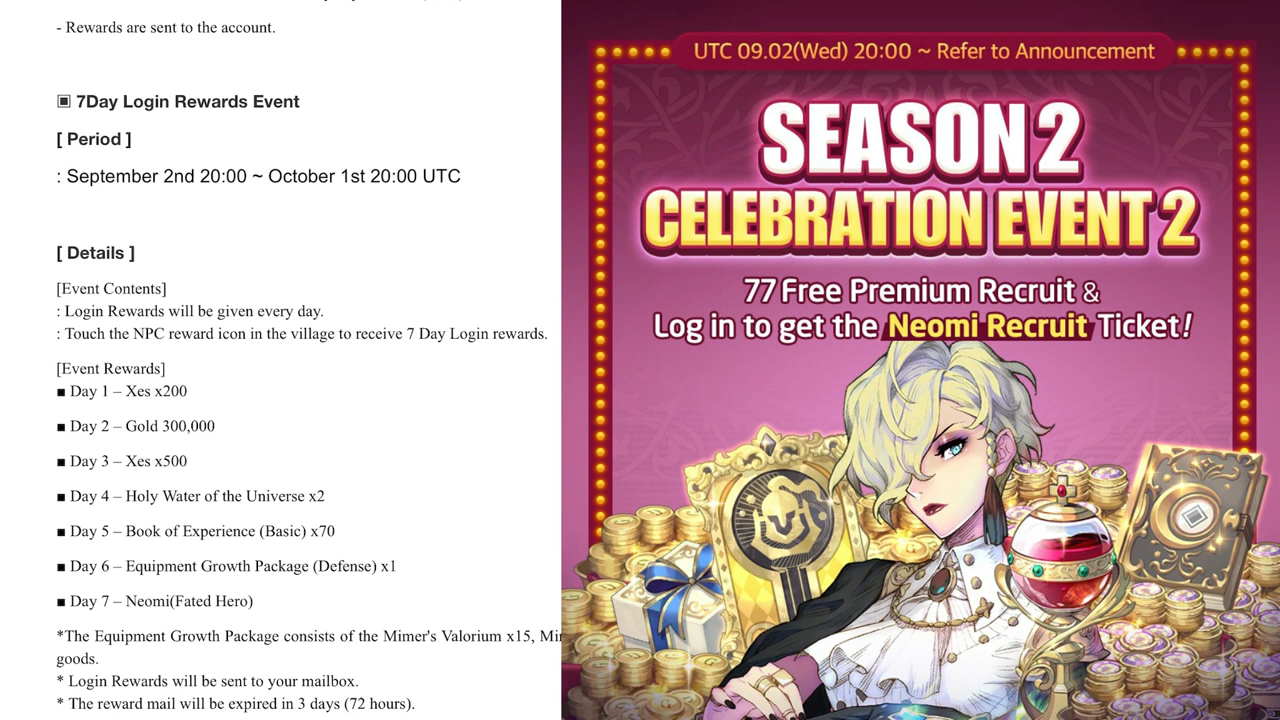 - Rewards are sent to the account.
▣ 7Day Login Rewards Event
[ Period ]
: September 2nd 20:00 ~ October 1st 20:00 UTC
[ Details ]
[Event Contents]
: Login Rewards will be given every day.
: Touch the NPC reward icon in the village to receive 7 Day Login rewards.
[Event Rewards]
■ Day 1 – Xes x200
■ Day 2 – Gold 300,000
■ Day 3 – Xes x500
■ Day 4 – Holy Water of the Universe x2
■ Day 5 – Book of Experience (Basic) x70
■ Day 6 – Equipment Growth Package (Defense) x1
■ Day 7 – Neomi(Fated Hero)
*The Equipment Growth Package consists of the Mimer's Valorium x15,
goods.
* Login Rewards will be sent to your mailbox.
* The reward mail will be expired in 3 days (72 hours).
UTC 09.02(Wed) 20:00 ~ Refer to Announcement
SEASON 2
CELEBRATION EVENT 2
77 Free Premium Recruit &
Log in to get the Neomi Recruit Ticket!